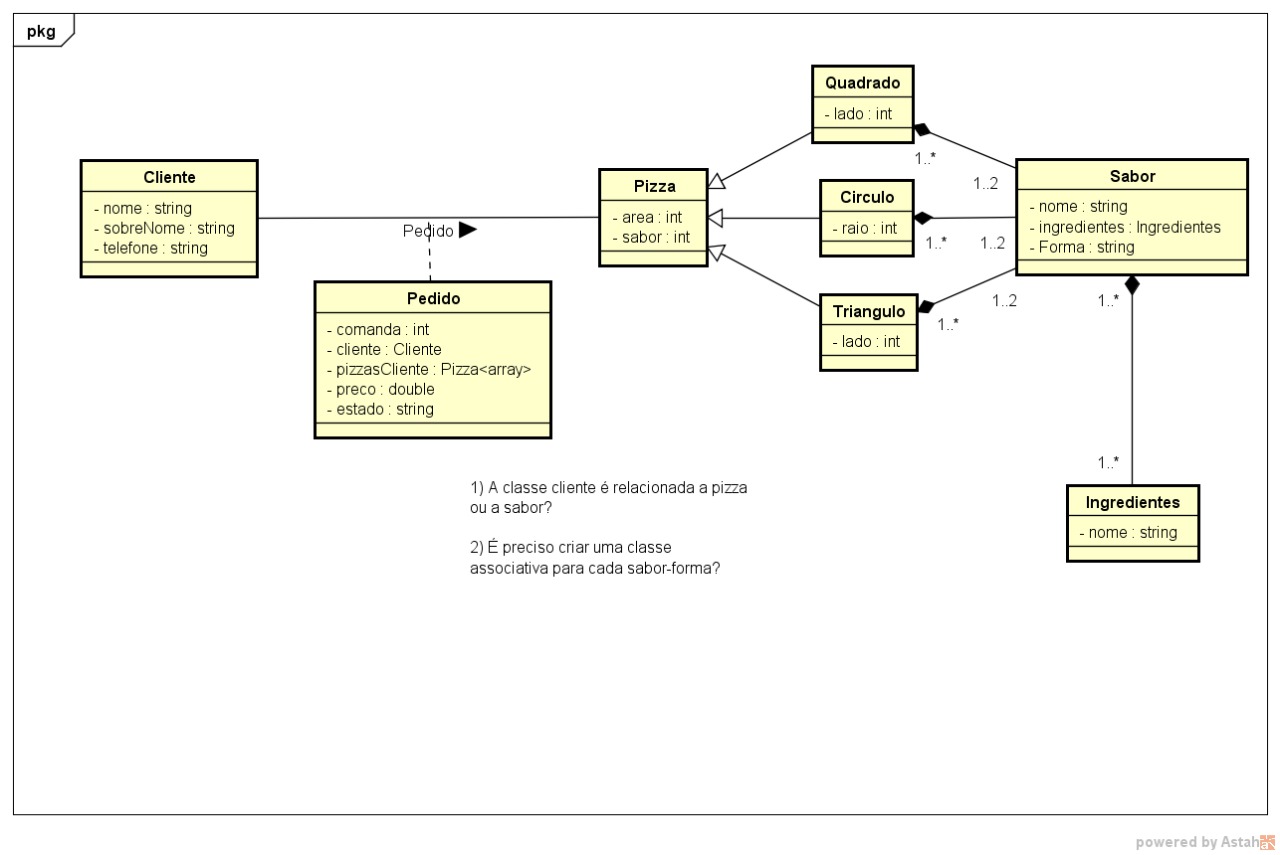 pkg
Quadrado
- lado : int
1..*
1..2
Cliente
- nome : string
- sobreNome : string
- telefone : string
Pedido
Pizza
- area : int
- sabor : int
Circulo
- raio : int
1..*
1..2
Sabor
- nome : string
- ingredientes : Ingredientes
- Forma : string
Pedido
- comanda : int
- cliente : Cliente
- pizzasCliente : Pizza<array>
- preco : double
- estado : string
Triangulo
- lado : int
1..*
1..2
1..*
1..*
Ingredientes
- nome : string
1) A classe cliente é relacionada a pizza
ou a sabor?
2) É preciso criar uma classe
associativa para cada sabor-forma?
powered by Astah